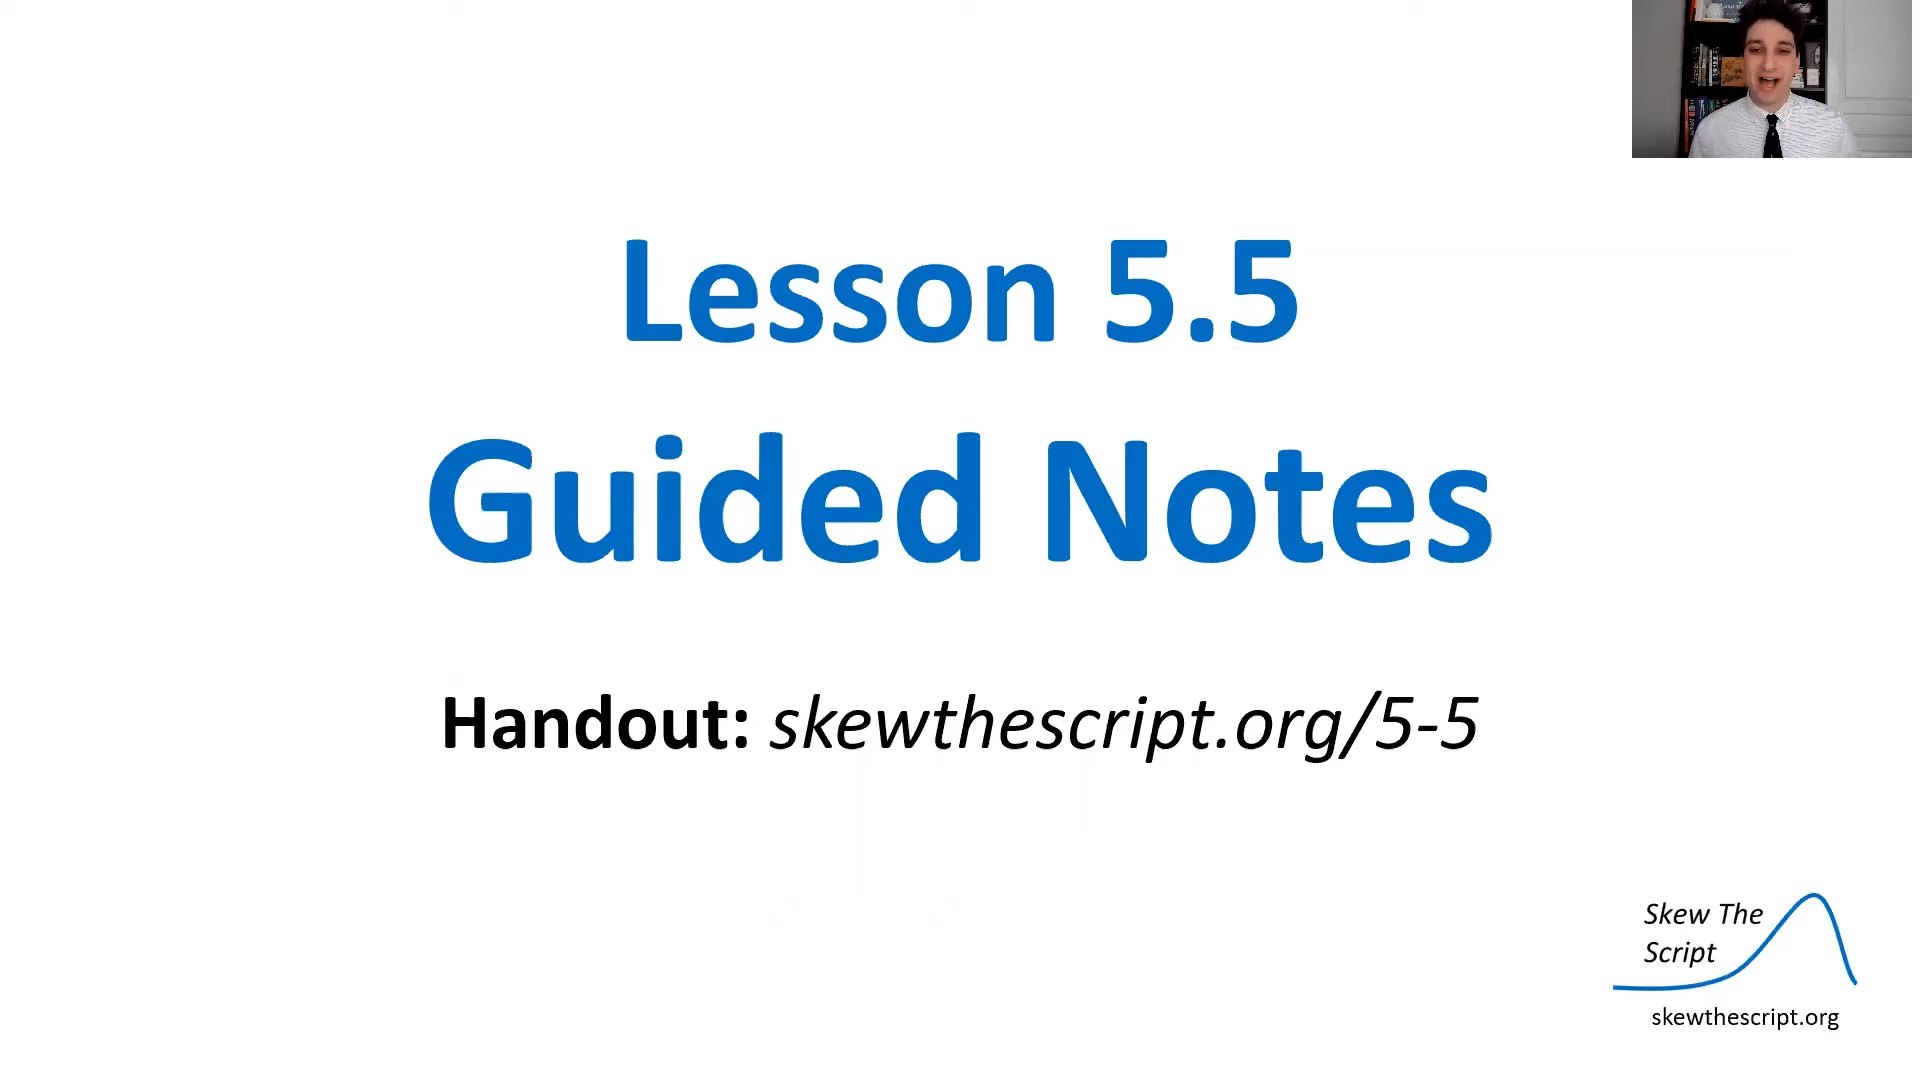 Lesson 5.5
Guided Notes
Handout: skewthescript.org/5-5
Skew The
Script
skewthescript.org